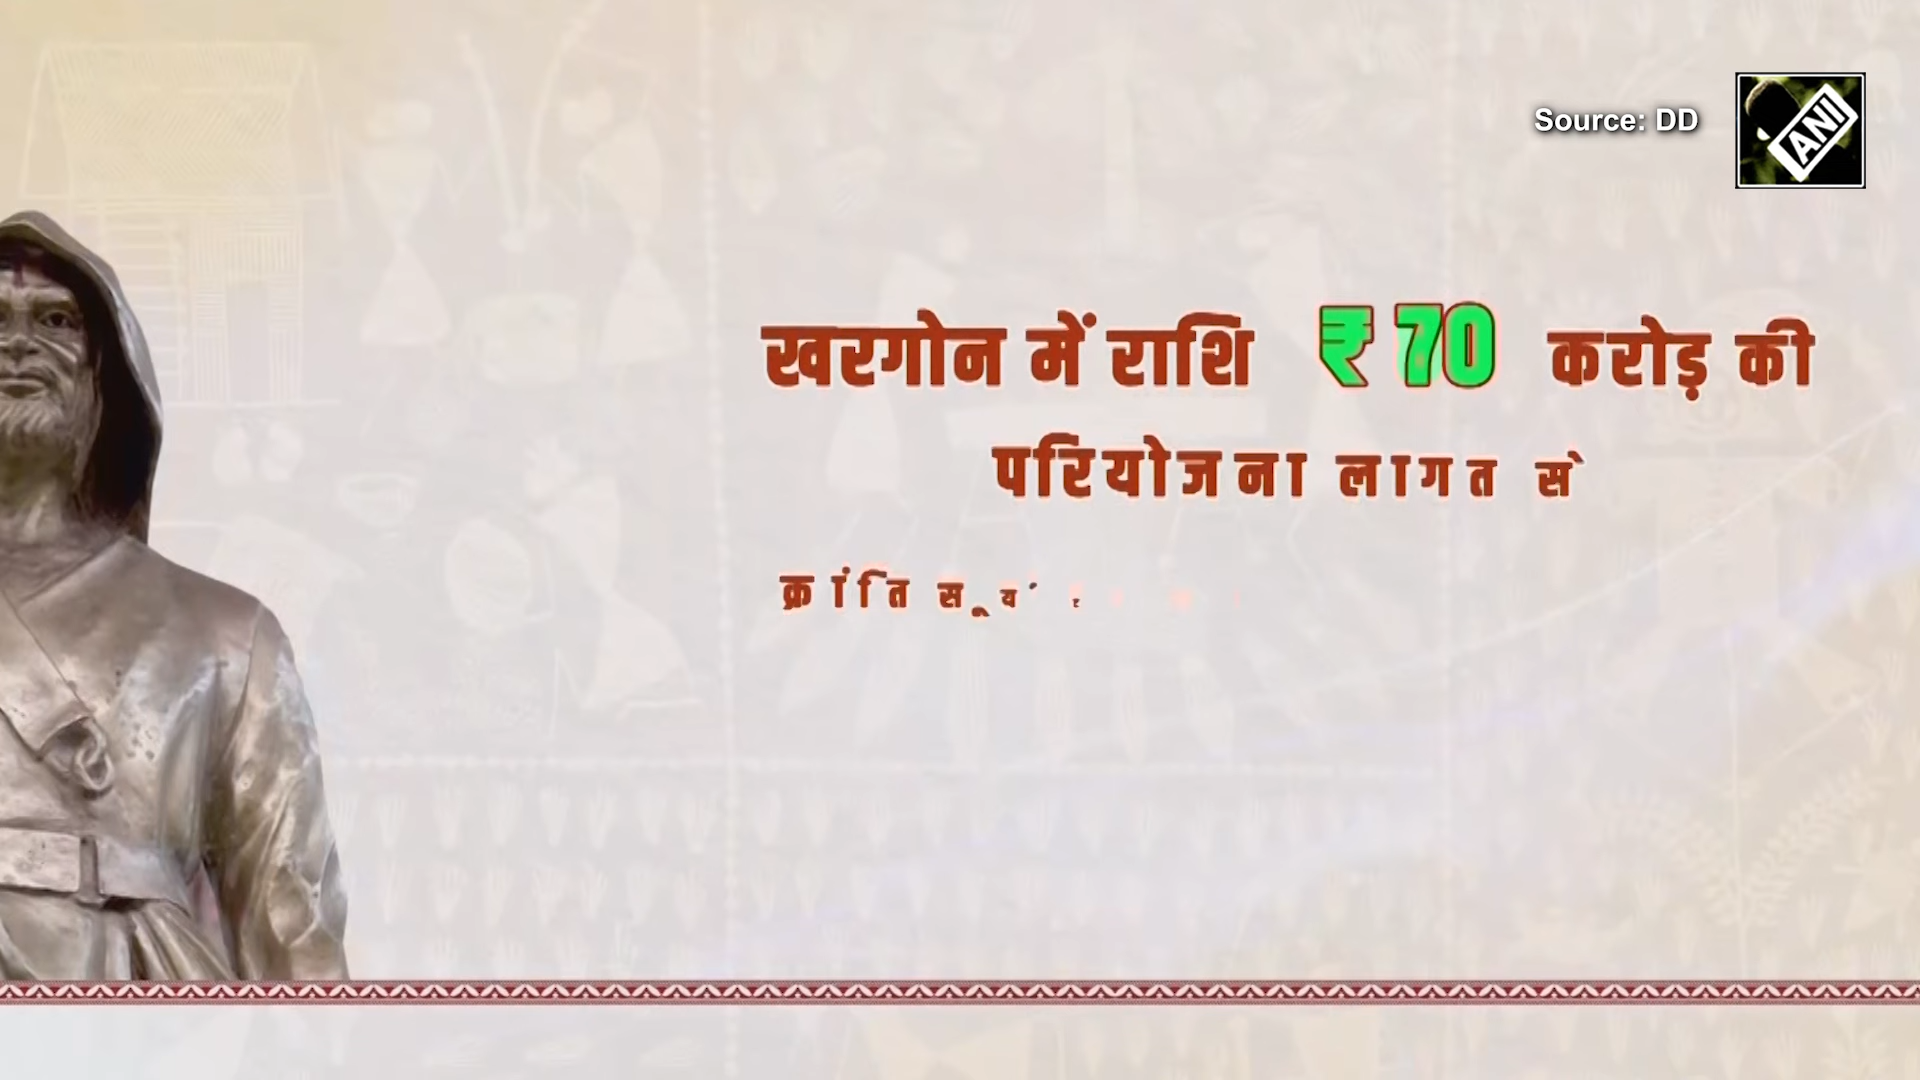 Source: DD
ANI
खरगोन में राशि ₹ 70 करोड़ की
परियोजना लागत से
क्रांति सूर्य